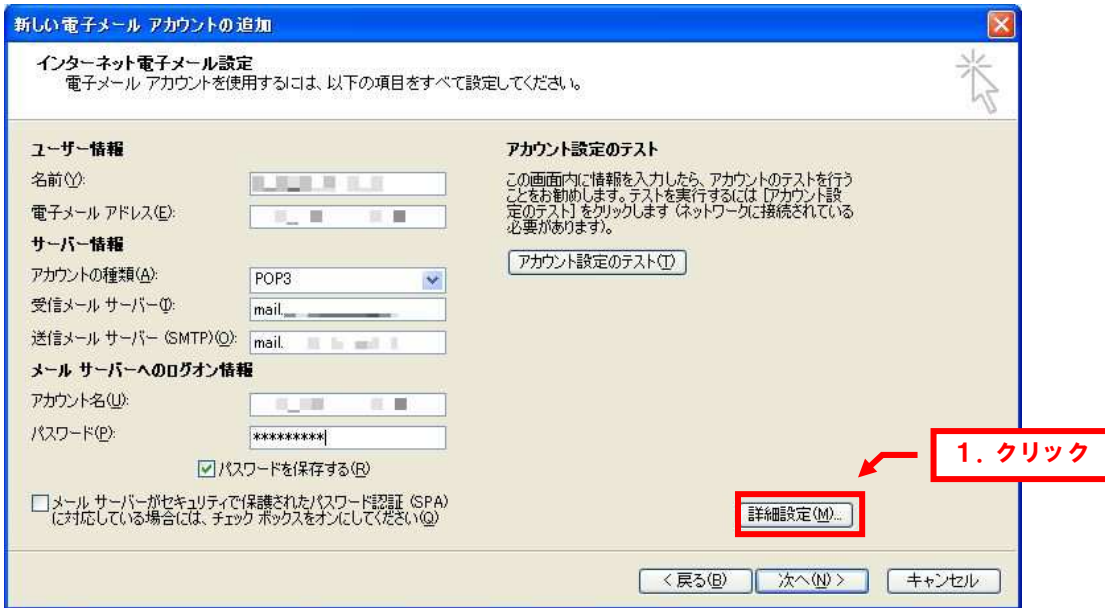 新しい電子メール アカウントの追加
インターネット電子メール設定
電子メール アカウントを使用するには、以下の項目をすべて設定してください。
ユーザー情報
名前(Y):
電子メール アドレス(E):
サーバー情報
アカウントの種類(A):
POP3
受信メール サーバー(I):
mail.
送信メール サーバー (SMTP)(O):
mail.
メール サーバーへのログオン情報
アカウント名(U):
パスワード(P):
*********
パスワードを保存する(R)
メール サーバーがセキュリティで保護されたパスワード認証 (SPA)
に対応している場合には、チェック ボックスをオンにしてください(Q)
アカウント設定のテスト
この画面内に情報を入力したら、アカウントのテストを行う
ことをお勧めします。テストを実行するには [アカウント設
定のテスト] をクリックします (ネットワークに接続されている
必要があります)。
アカウント設定のテスト(T)
1. クリック
詳細設定(M)...
< 戻る(B)
次へ(N) >
キャンセル